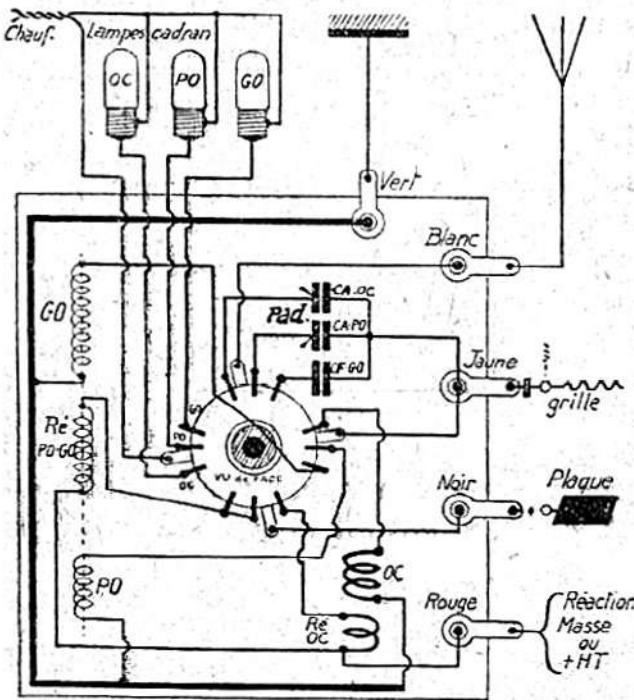 Chauf.
Lampes cadran
OC
PO
GO
Vert
Blanc
GO
Pad.
CA-OC
CA-PO
CF-GO
Jaune
grille
Ré
PO-GO
GO
PO
OC
VU de FACE
Noir
Plaque
PO
OC
Ré
OC
Rouge
Réaction
Masse
ou
+HT